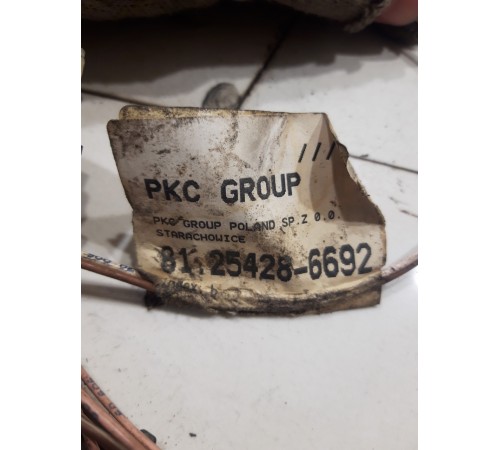 ///
PKC GROUP
PKC GROUP POLAND SP.Z O.O.
STARACHOWICE
81.25428-6692